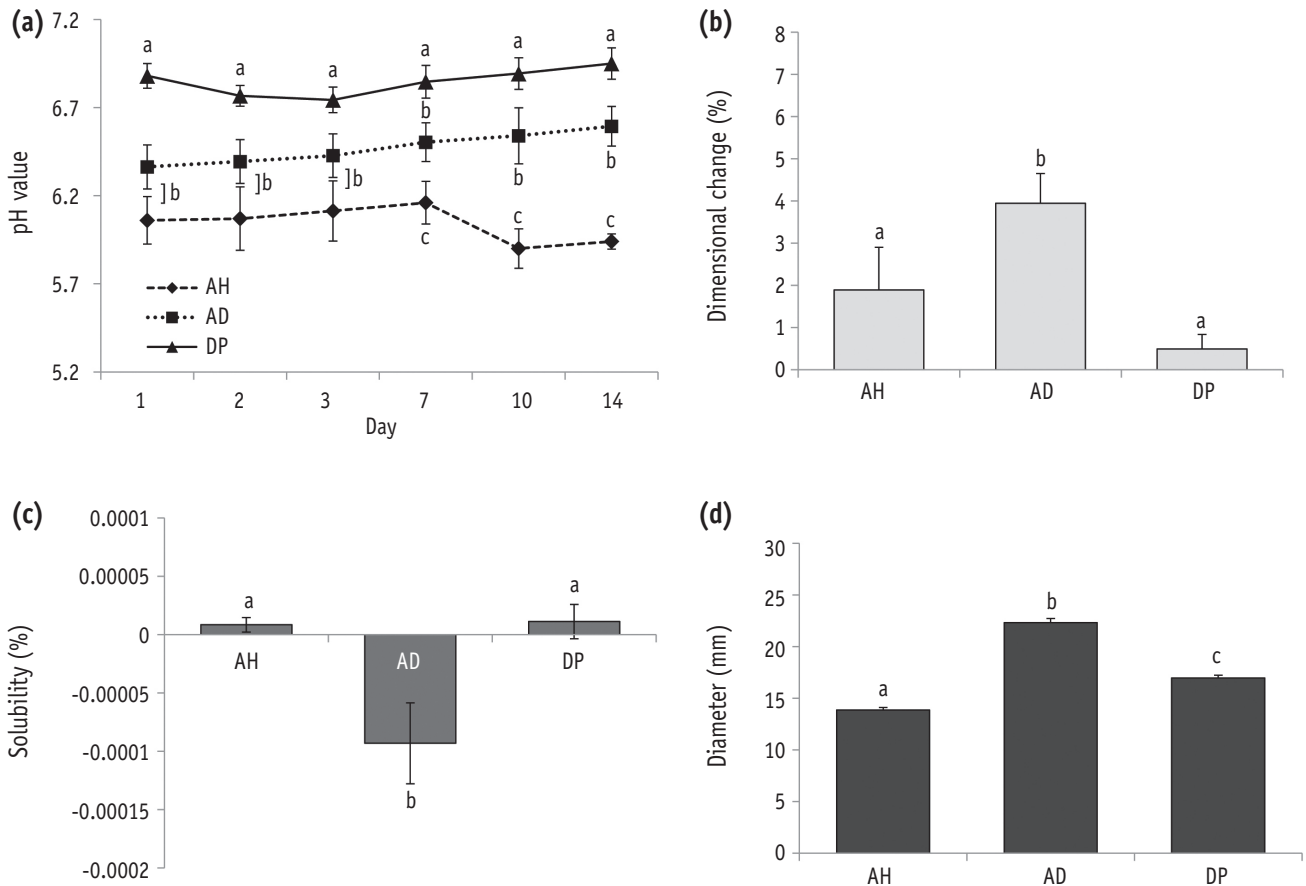 (a)
7.2
6.7
6.2
5.7
5.2
pH value
a a a a a a
b
]b ]b ]b b b
c c c
AH
AD
DP
1 2 3 7 10 14
Day
(b)
8
7
6
5
4
3
2
1
0
Dimensional change (%)
a b a
AH AD DP
(c)
0.0001
0.00005
0
-0.00005
-0.0001
-0.00015
-0.0002
Solubility (%)
a a
AH AD DP
b
(d)
30
25
20
15
10
5
0
Diameter (mm)
a b c
AH AD DP